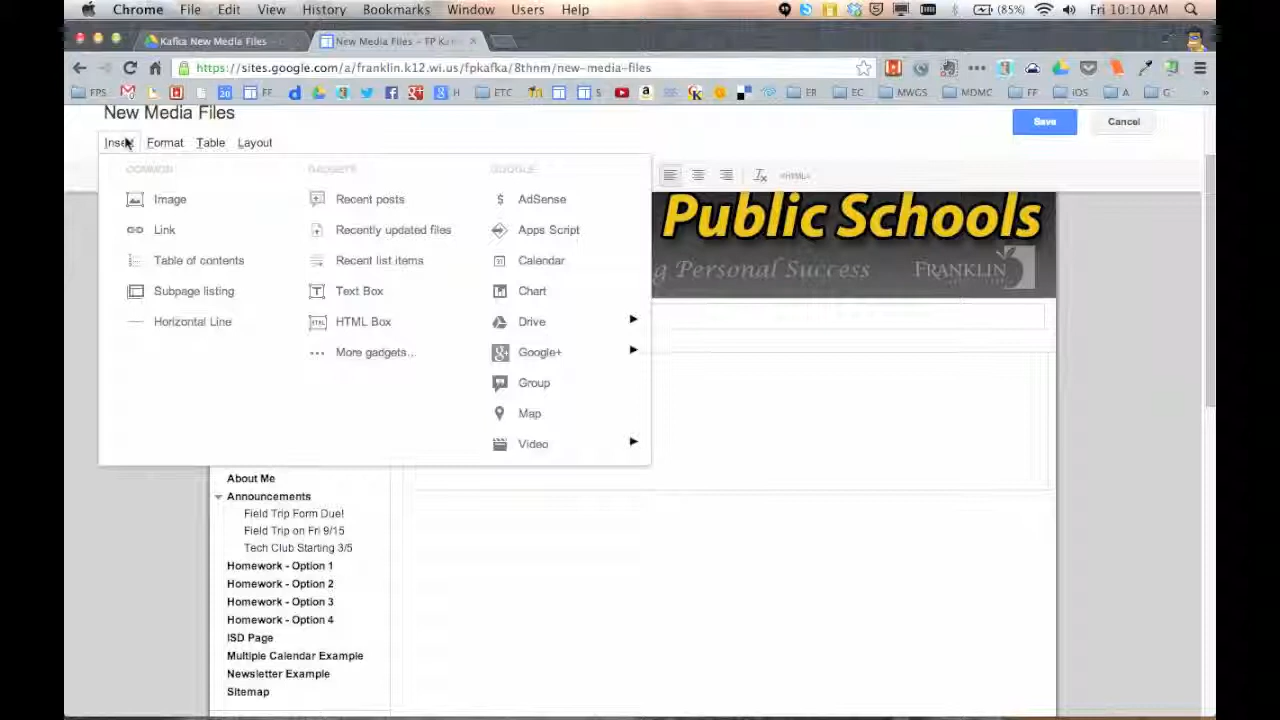 Chrome File Edit View History Bookmarks Window Users Help (85%) Fri 10:10 AM
Kafka New Media Files New Media Files – FP Ka
https://sites.google.com/a/franklin.k12.wi.us/fpkafka/8thnm/new-media-files
FPS FF H ETC S ER EC MWGS MDMC FF iOS A G
New Media Files
Save Cancel
Insert Format Table Layout
COMMON GADGETS GOOGLE
<HTML>
Image Recent posts AdSense
Link Recently updated files Apps Script
Table of contents Recent list items Calendar
Subpage listing Text Box Chart
Horizontal Line HTML Box Drive
More gadgets... Google+
Group
Map
Video
Public Schools
g Personal Success FRANKLIN
About Me
Announcements
Field Trip Form Due!
Field Trip on Fri 9/15
Tech Club Starting 3/5
Homework - Option 1
Homework - Option 2
Homework - Option 3
Homework - Option 4
ISD Page
Multiple Calendar Example
Newsletter Example
Sitemap